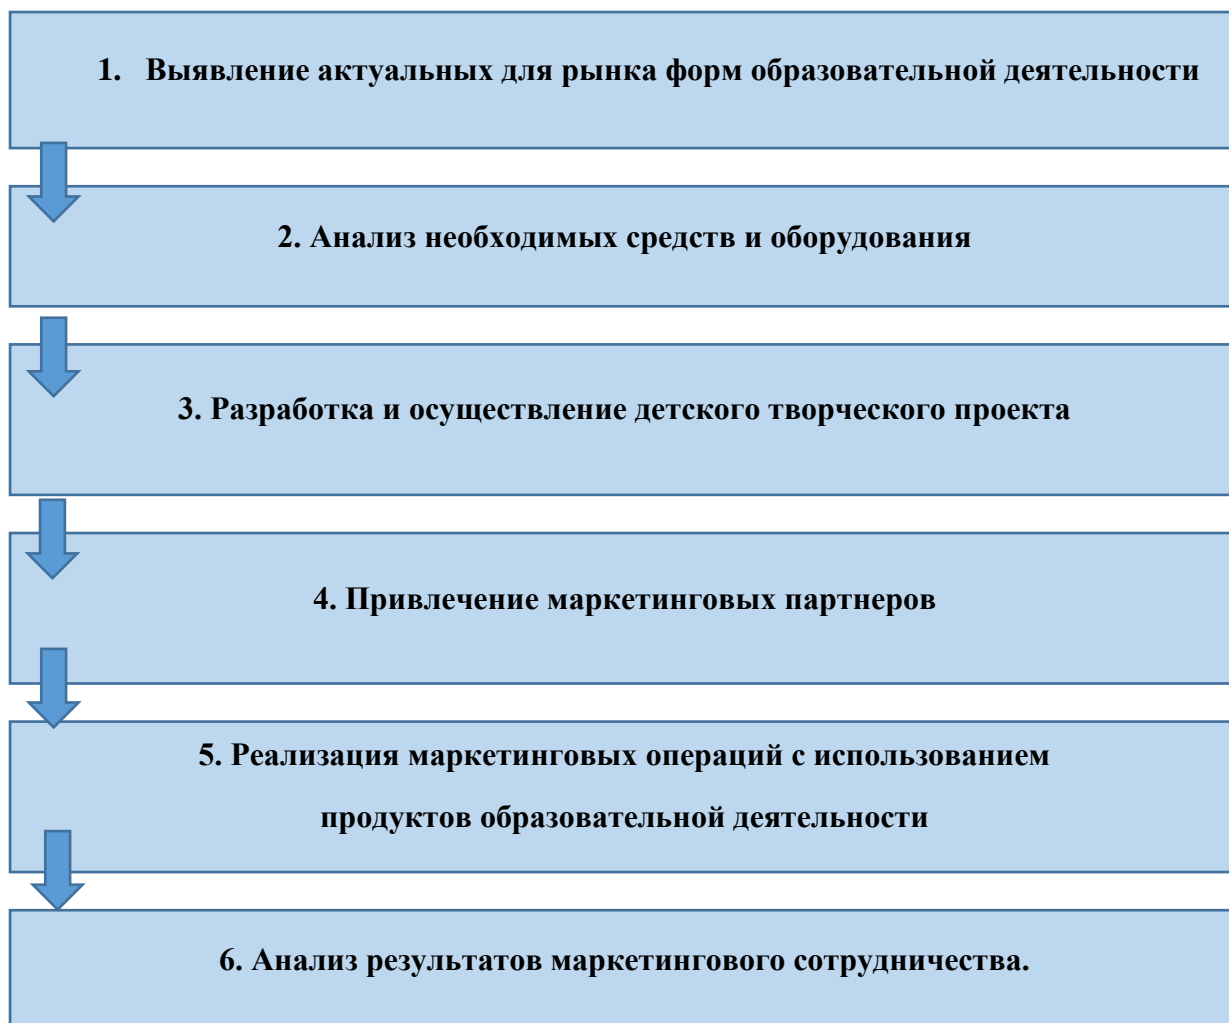 1. Выявление актуальных для рынка форм образовательной деятельности
2. Анализ необходимых средств и оборудования
3. Разработка и осуществление детского творческого проекта
4. Привлечение маркетинговых партнеров
5. Реализация маркетинговых операций с использованием
продуктов образовательной деятельности
6. Анализ результатов маркетингового сотрудничества.